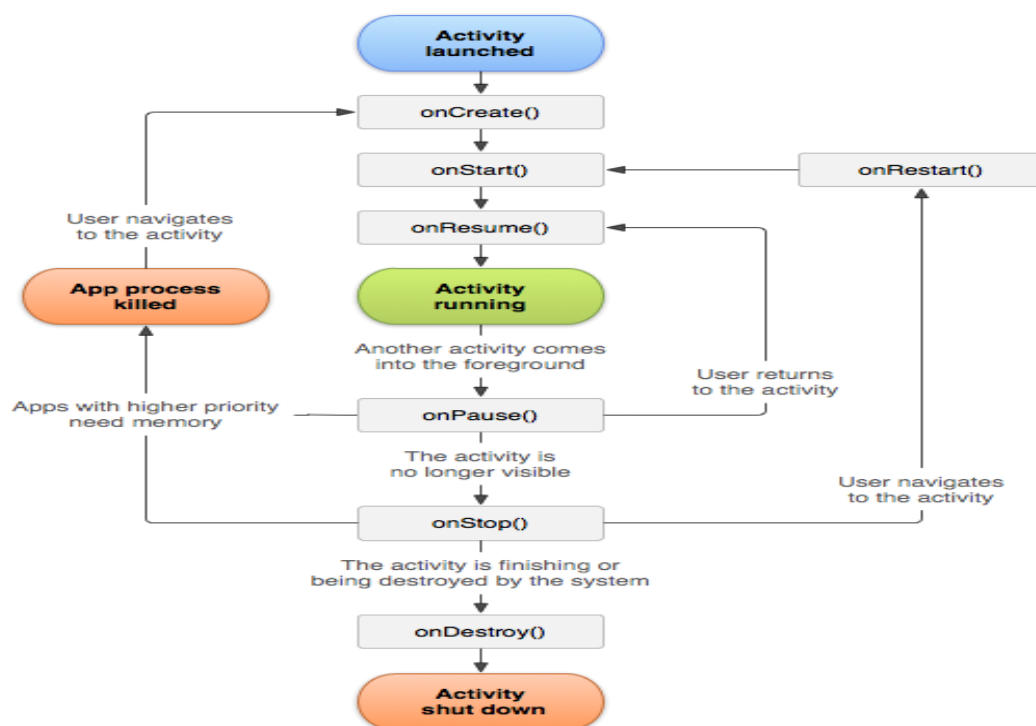 Activity
launched
onCreate()
onStart()
onRestart()
User navigates
to the activity
onResume()
App process
killed
Activity
running
Another activity comes
into the foreground
User returns
to the activity
Apps with higher priority
need memory
onPause()
The activity is
no longer visible
User navigates
to the activity
onStop()
The activity is finishing or
being destroyed by the system
onDestroy()
Activity
shut down